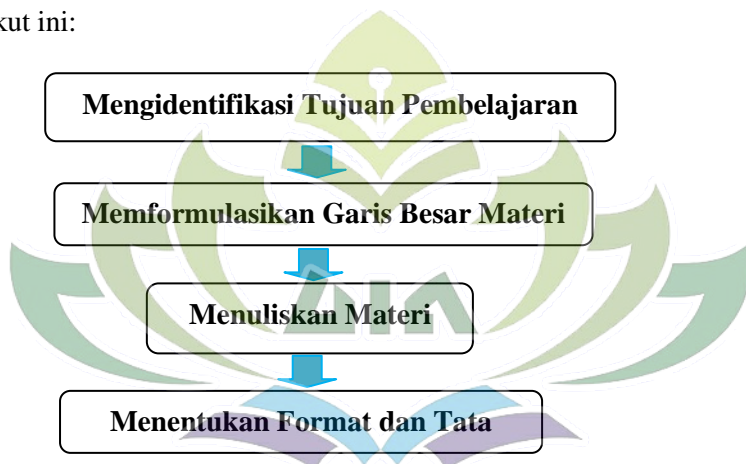 kut ini:
Mengidentifikasi Tujuan Pembelajaran
Memformulasikan Garis Besar Materi
Menuliskan Materi
Menentukan Format dan Tata